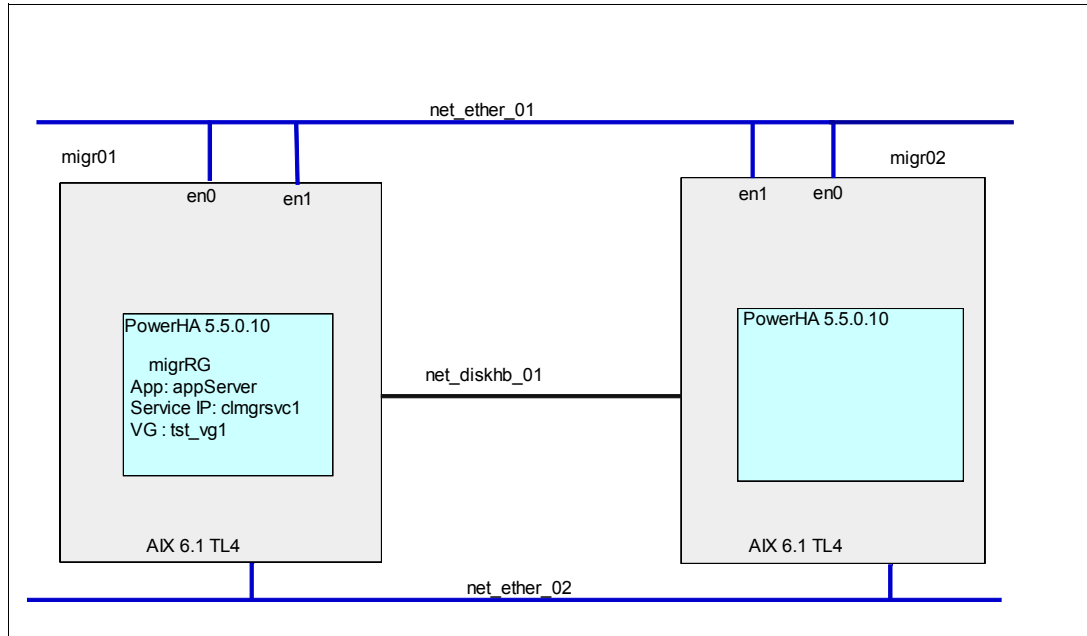 net_ether_01
migr01
migr02
en0
en1
en1
en0
PowerHA 5.5.0.10
migrRG
App: appServer
Service IP: clmgrsvc1
VG : tst_vg1
PowerHA 5.5.0.10
net_diskhb_01
AIX 6.1 TL4
AIX 6.1 TL4
net_ether_02